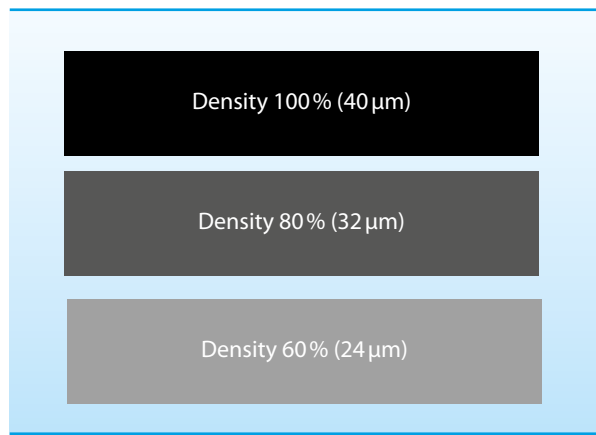 Density 100 % (40 µm)
Density 80 % (32 µm)
Density 60 % (24 µm)